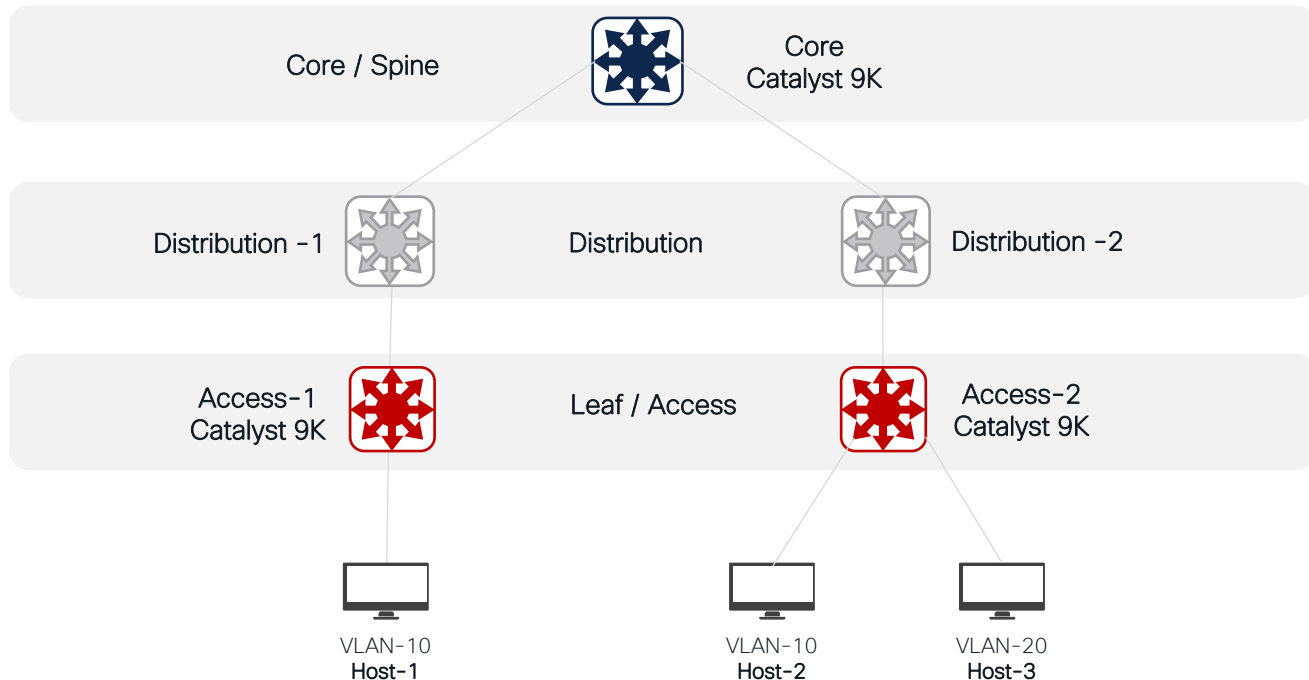 Core / Spine
Core
Catalyst 9K
Distribution -1
Distribution
Distribution -2
Access-1
Catalyst 9K
Leaf / Access
Access-2
Catalyst 9K
VLAN-10
Host-1
VLAN-10
Host-2
VLAN-20
Host-3